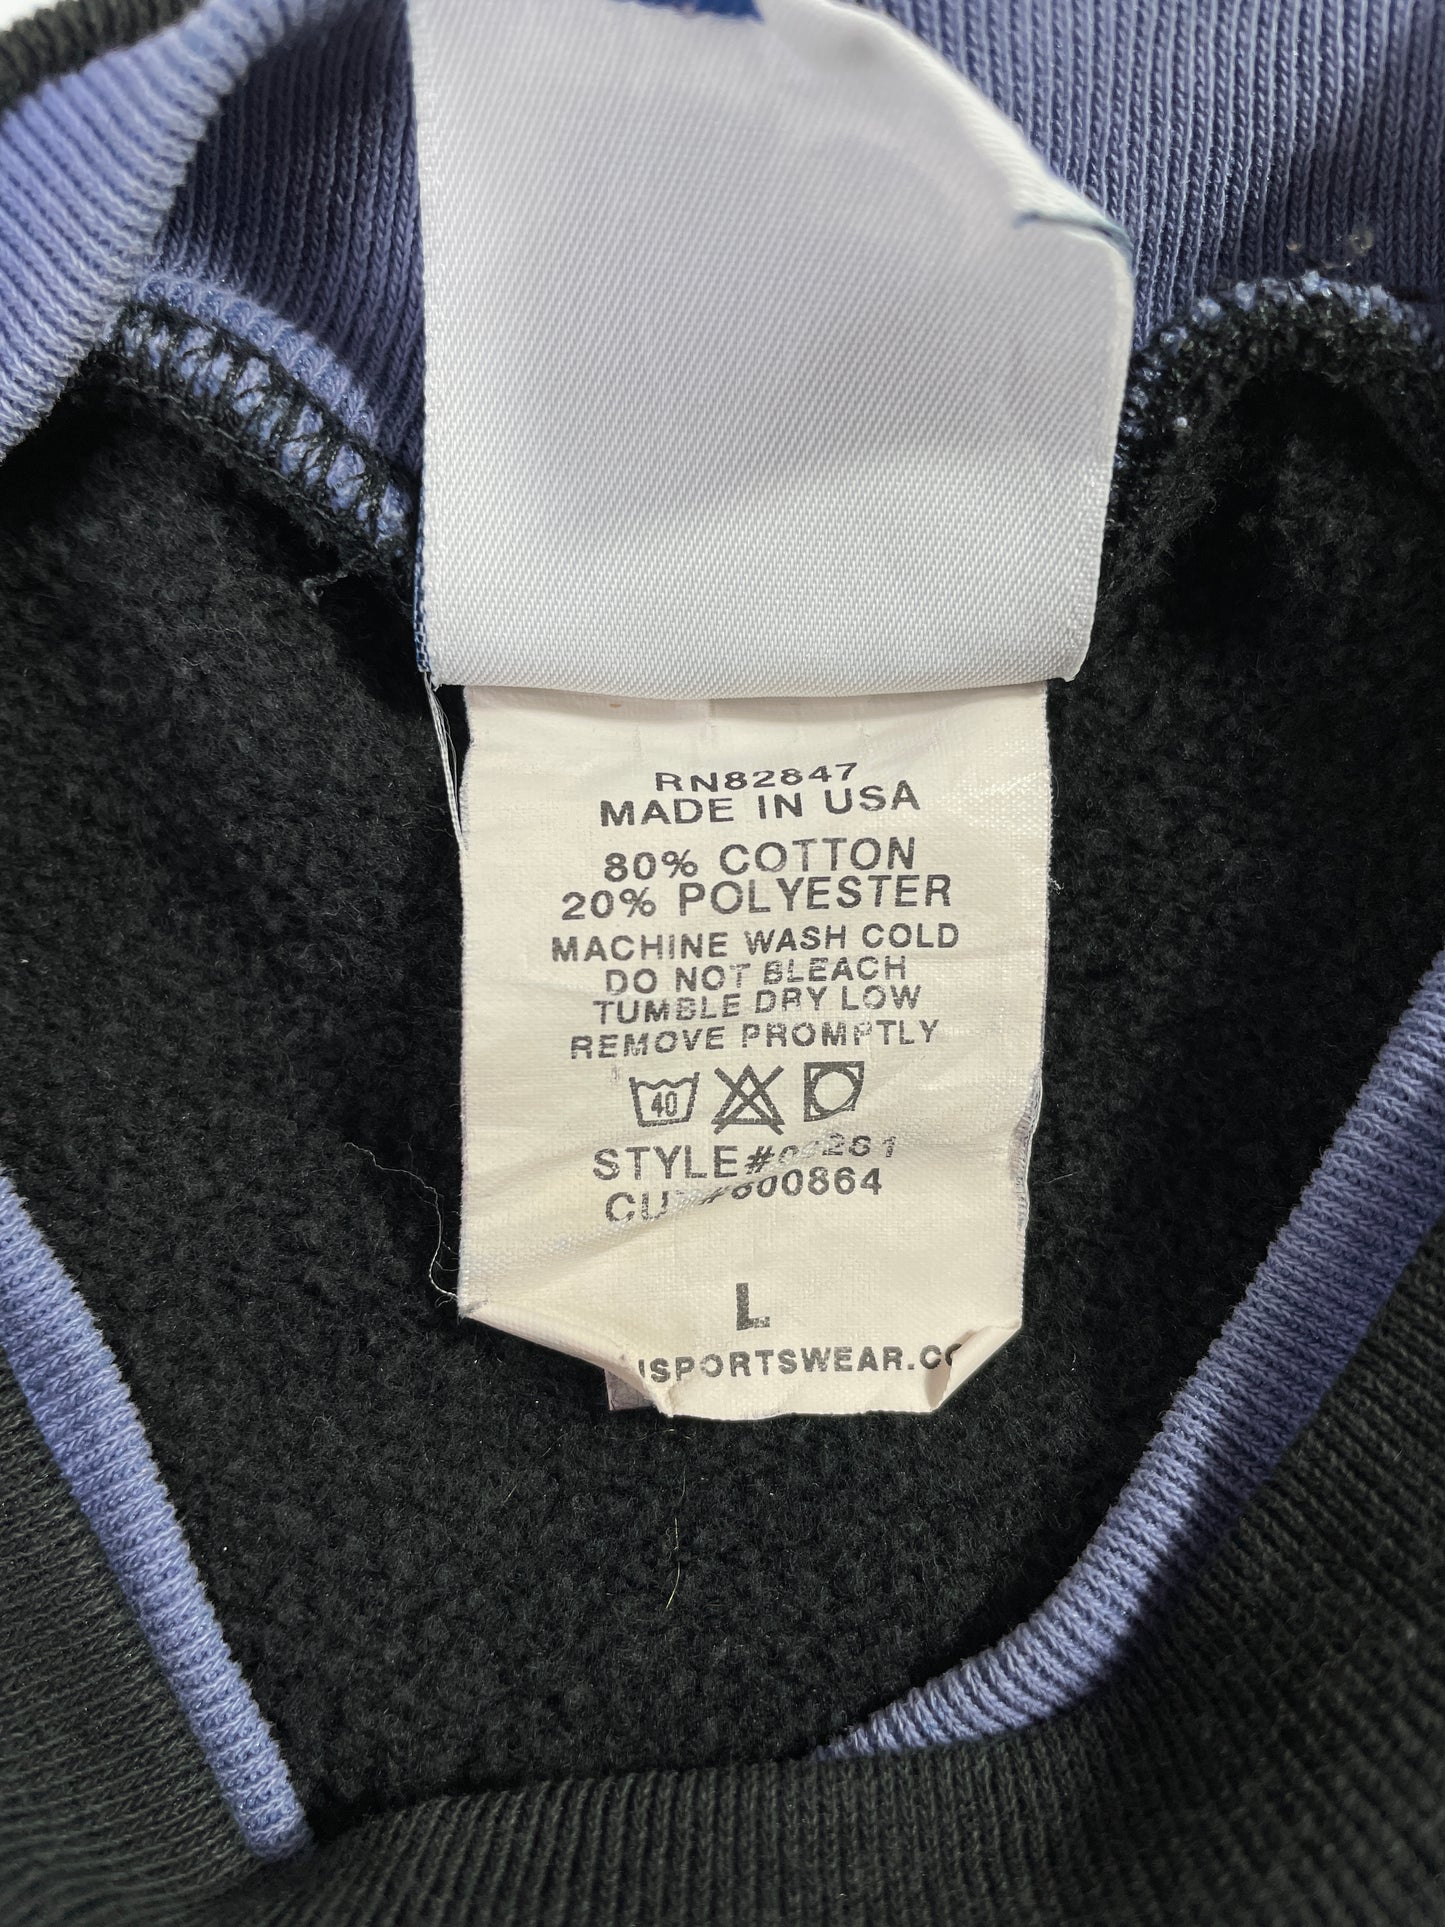 RN82847
MADE IN USA
80% COTTON
20% POLYESTER
MACHINE WASH COLD
DO NOT BLEACH
TUMBLE DRY LOW
REMOVE PROMPTLY
40
L